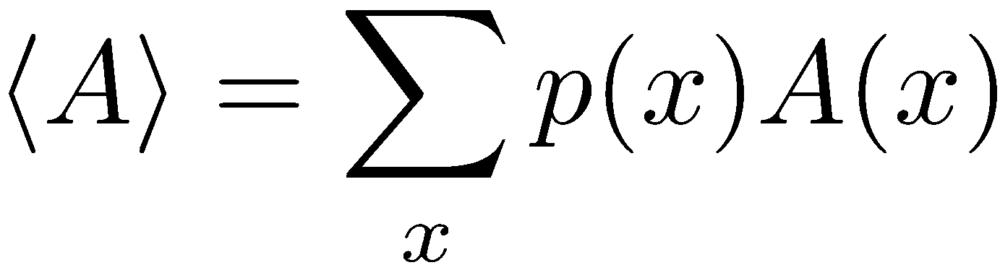 ⟨A⟩ = ∑ p(x)A(x)
x